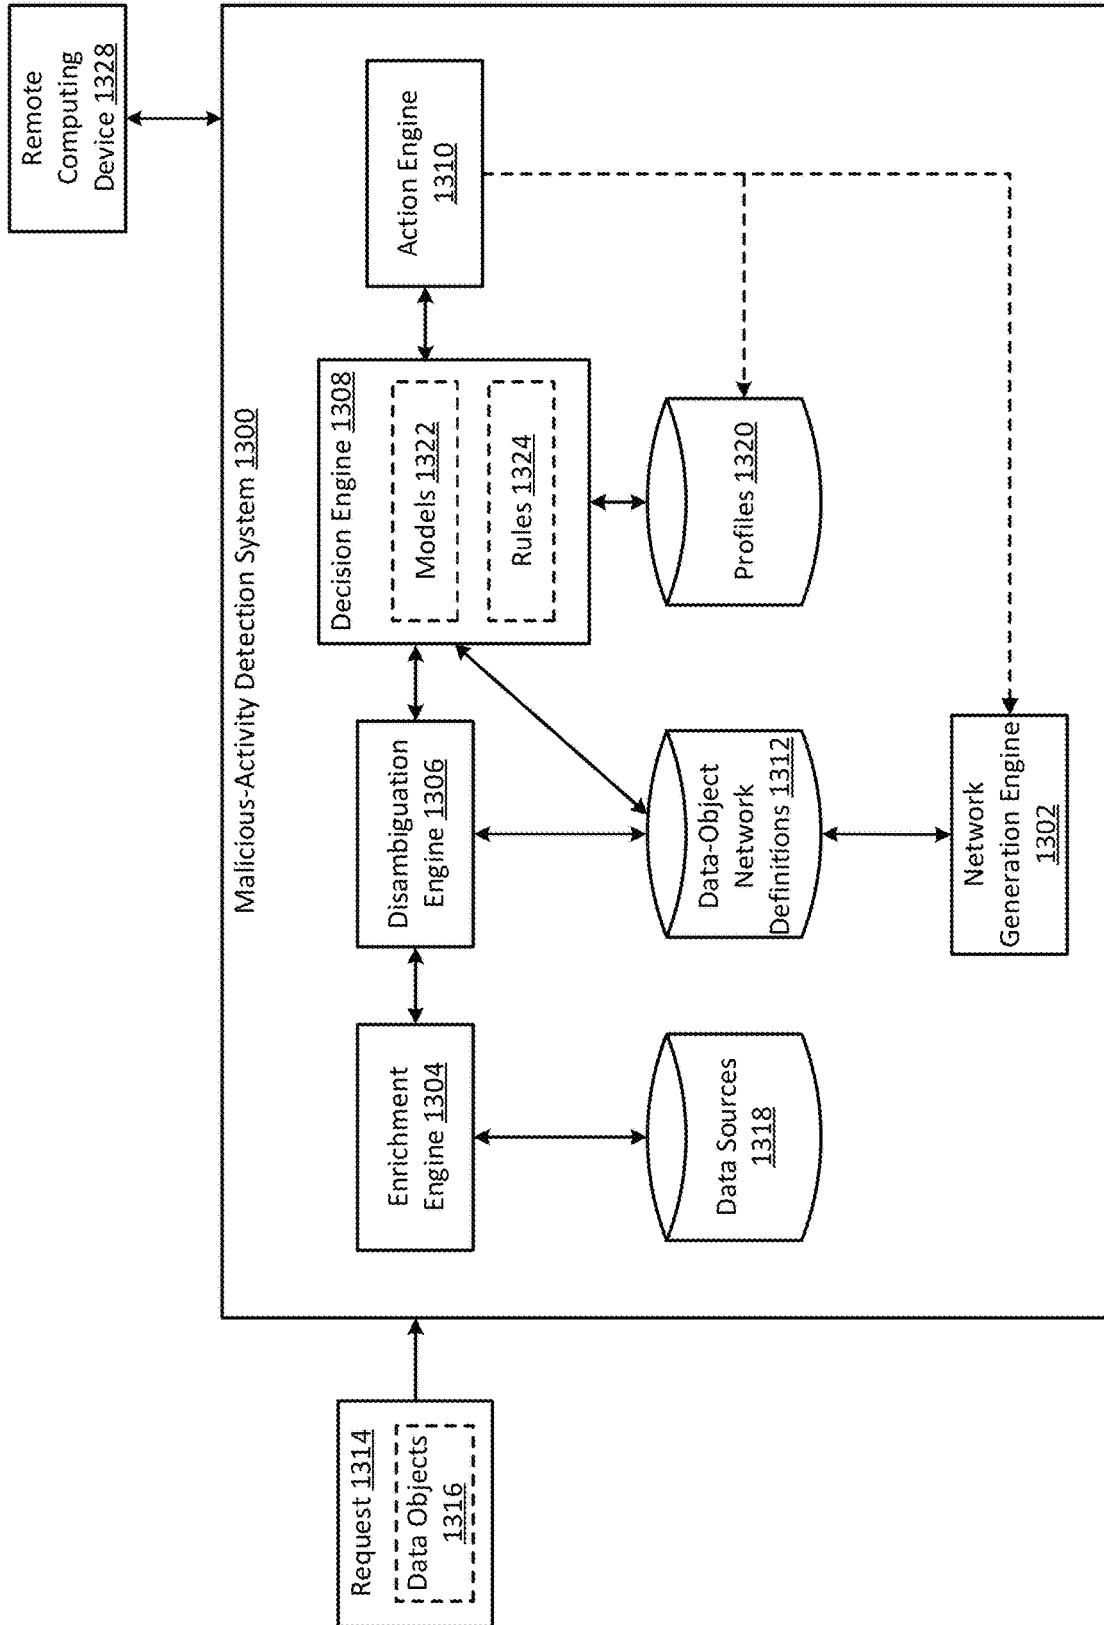 Remote
Computing
Device 1328
Malicious-Activity Detection System 1300
Request 1314
Data Objects
1316
Enrichment
Engine 1304
Disambiguation
Engine 1306
Decision Engine 1308
Models 1322
Rules 1324
Action Engine
1310
Data Sources
1318
Data-Object
Network
Definitions 1312
Profiles 1320
Network
Generation Engine
1302